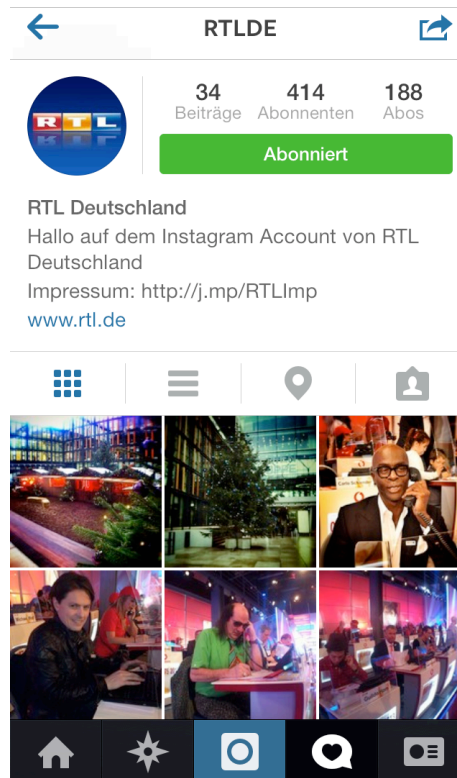 RTLDE
RTL
34 414 188
Beiträge Abonnenten Abos
Abonniert
RTL Deutschland
Hallo auf dem Instagram Account von RTL
Deutschland
Impressum: http://j.mp/RTLImp
www.rtl.de